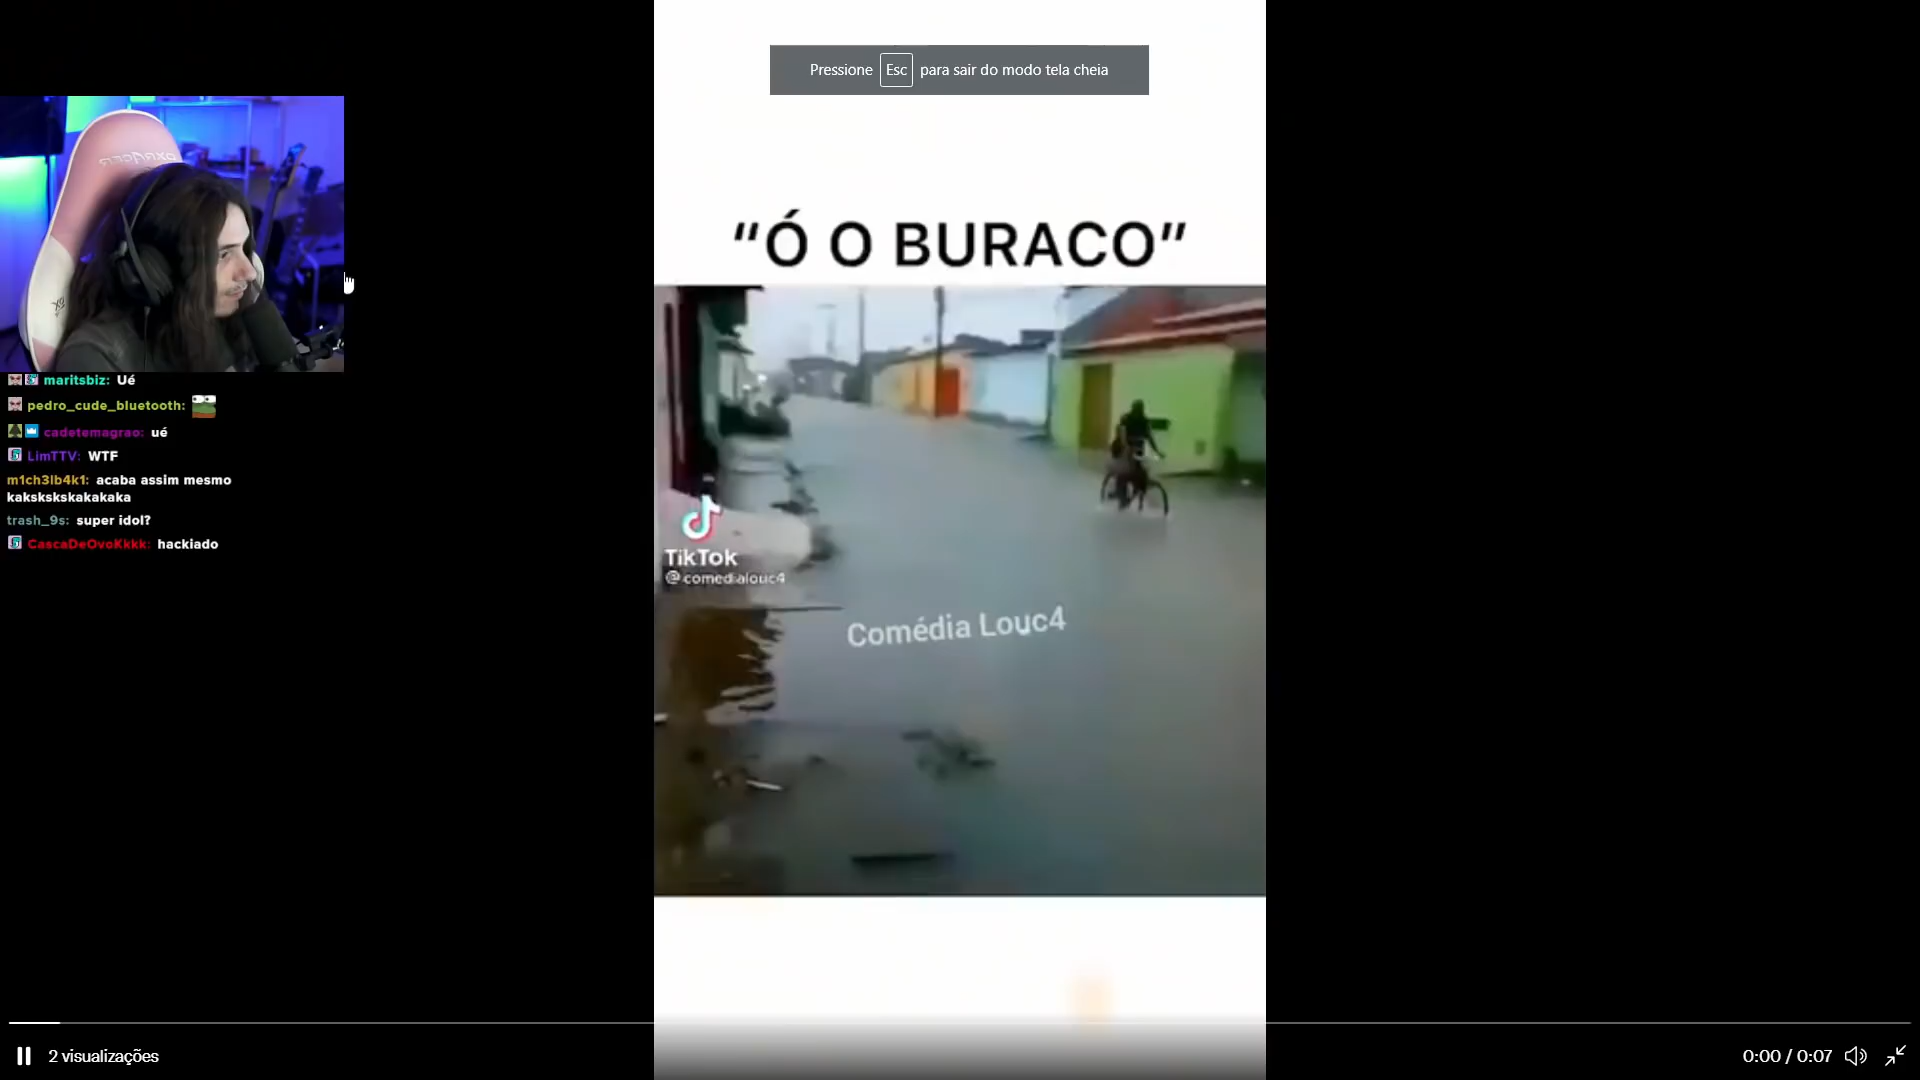 Pressione Esc para sair do modo tela cheia
“Ó O BURACO”
maritsbiz: Ué
pedro_cude_bluetooth:
cadetemagrao: ué
LimTTV: WTF
m1ch3lb4k1: acaba assim mesmo
kakskskskakakaka
trash_9s: super idol?
CascaDeOvoKkkk: hackiado
TikTok
@comedialouc4
Comédia Louc4
2 visualizações
0:00 / 0:07